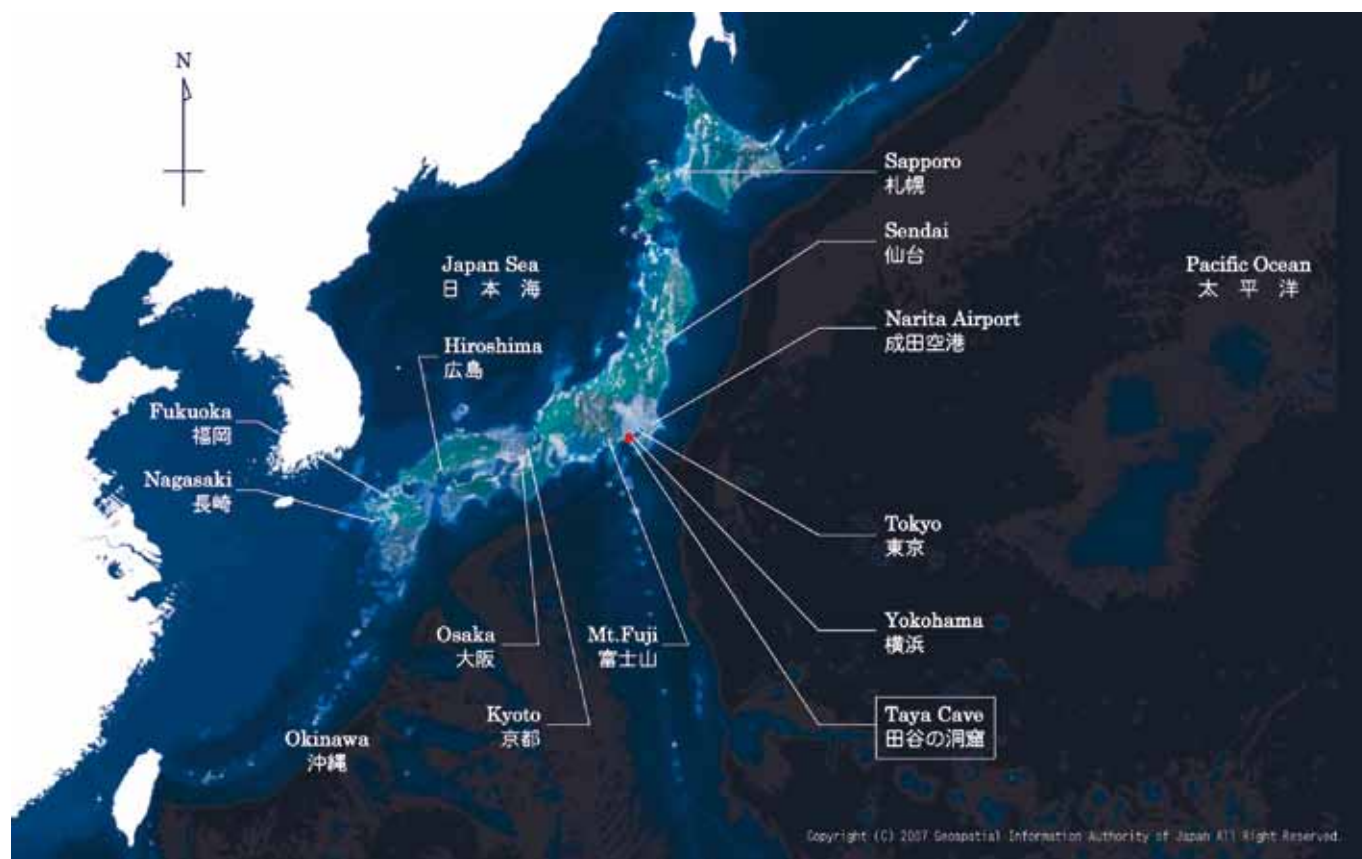 N
Sapporo
札幌
Sendai
仙台
Japan Sea
日 本 海
Pacific Ocean
太 平 洋
Narita Airport
成田空港
Hiroshima
広島
Fukuoka
福岡
Nagasaki
長崎
Tokyo
東京
Yokohama
横浜
Osaka
大阪
Mt.Fuji
富士山
Kyoto
京都
Taya Cave
田谷の洞窟
Okinawa
沖縄
Copyright (C) 2007 Geospatial Information Authority of Japan All Right Reserved.